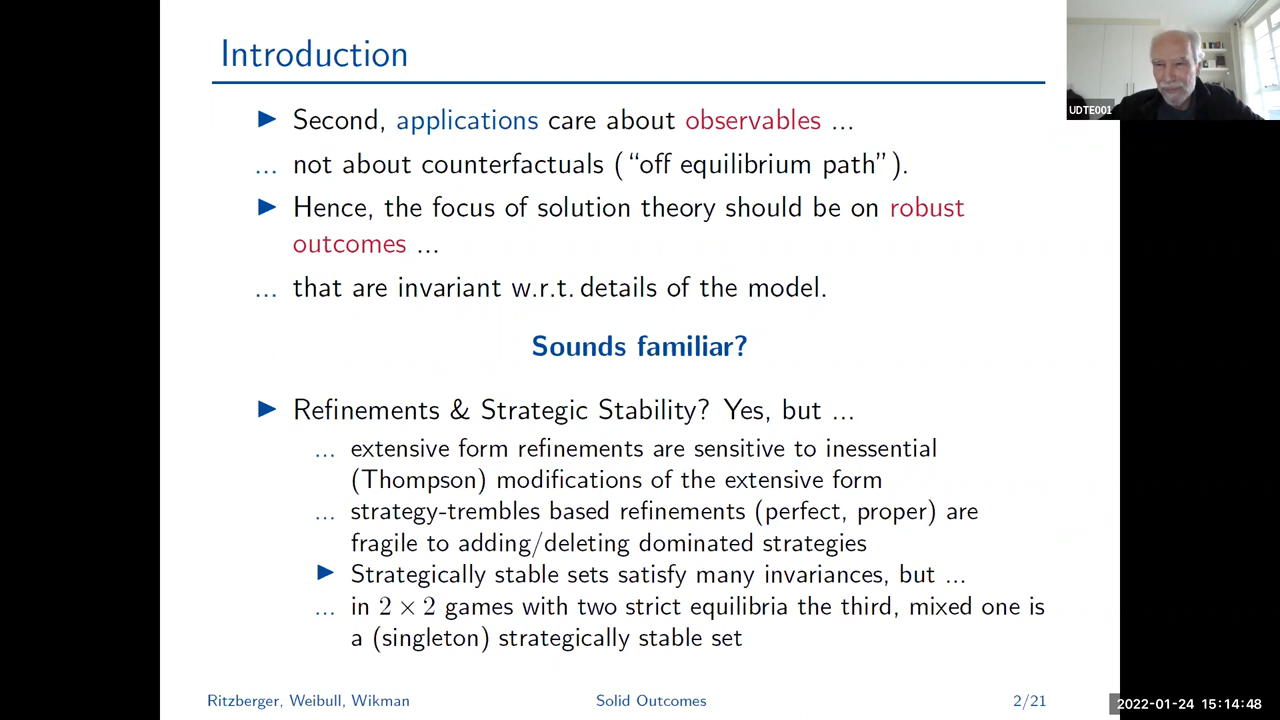 Introduction
▶ Second, applications care about observables ...
... not about counterfactuals (“off equilibrium path”).
▶ Hence, the focus of solution theory should be on robust
outcomes ...
... that are invariant w.r.t. details of the model.
Sounds familiar?
▶ Refinements & Strategic Stability? Yes, but ...
... extensive form refinements are sensitive to inessential
(Thompson) modifications of the extensive form
... strategy-trembles based refinements (perfect, proper) are
fragile to adding/deleting dominated strategies
▶ Strategically stable sets satisfy many invariances, but ...
... in 2 × 2 games with two strict equilibria the third, mixed one is
a (singleton) strategically stable set
Ritzberger, Weibull, Wikman
Solid Outcomes
2/21
UDTE001
2022-01-24 15:14:48